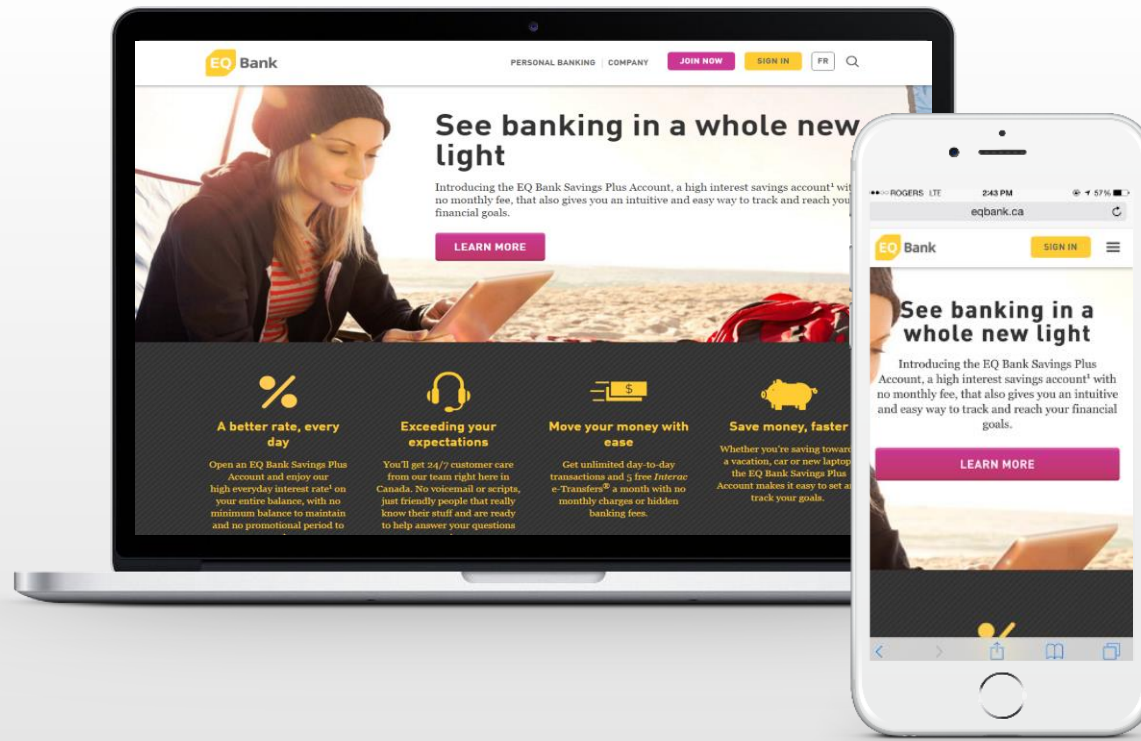 EQ Bank
PERSONAL BANKING | COMPANY
JOIN NOW
SIGN IN
FR
See banking in a whole new
light
Introducing the EQ Bank Savings Plus Account, a high interest savings account¹ wit
no monthly fee, that also gives you an intuitive and easy way to track and reach you
financial goals.
LEARN MORE
$
A better rate, every
day
Open an EQ Bank Savings Plus
Account and enjoy our
high everyday interest rate¹ on
your entire balance, with no
minimum balance to maintain
and no promotional period to
Exceeding your
expectations
You'll get 24/7 customer care
from our team right here in
Canada. No voicemail or scripts,
just friendly people that really
know their stuff and are ready
to help answer your questions
Move your money with
ease
Get unlimited day-to-day
transactions and 5 free Interac
e-Transfers® a month with no
monthly charges or hidden
banking fees.
Save money, faster
Whether you're saving towar
a vacation, car or new laptop
the EQ Bank Savings Plus
Account makes it easy to set a
track your goals.
ROGERS LTE 2:43 PM 57%
eqbank.ca
EQ Bank
SIGN IN
See banking in a
whole new light
Introducing the EQ Bank Savings Plus
Account, a high interest savings account¹ with
no monthly fee, that also gives you an intuitive
and easy way to track and reach your financial
goals.
LEARN MORE